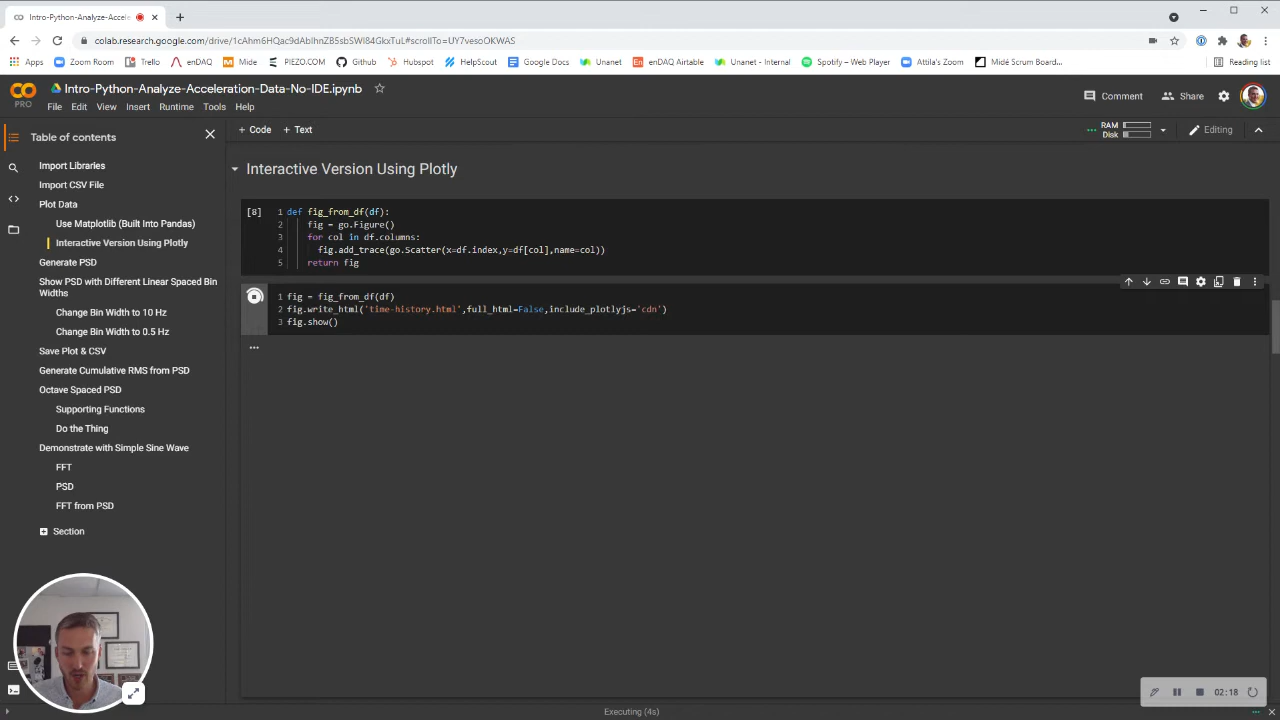 Intro-Python-Analyze-Accele
colab.research.google.com/drive/1cAhm6HQac9dAbIhnZB5sbSWl84GkxTuL#scrollTo=UY7vesoOKWAS
Apps Zoom Room Trello enDAQ Mide PIEZO.COM Github Hubspot HelpScout Google Docs Unanet enDAQ Airtable Unanet - Internal Spotify – Web Player Attila's Zoom Midé Scrum Board... Reading list
PRO
Intro-Python-Analyze-Acceleration-Data-No-IDE.ipynb
File Edit View Insert Runtime Tools Help
Comment Share
Table of contents
+ Code + Text
RAM
Disk
Editing
Import Libraries
Import CSV File
Plot Data
Use Matplotlib (Built Into Pandas)
Interactive Version Using Plotly
Generate PSD
Show PSD with Different Linear Spaced Bin
Widths
Change Bin Width to 10 Hz
Change Bin Width to 0.5 Hz
Save Plot & CSV
Generate Cumulative RMS from PSD
Octave Spaced PSD
Supporting Functions
Do the Thing
Demonstrate with Simple Sine Wave
FFT
PSD
FFT from PSD
Section
Interactive Version Using Plotly
[8]
1 def fig_from_df(df):
2 fig = go.Figure()
3 for col in df.columns:
4 fig.add_trace(go.Scatter(x=df.index,y=df[col],name=col))
5 return fig
1 fig = fig_from_df(df)
2 fig.write_html('time-history.html',full_html=False,include_plotlyjs='cdn')
3 fig.show()
...
02:18
Executing (4s)
...